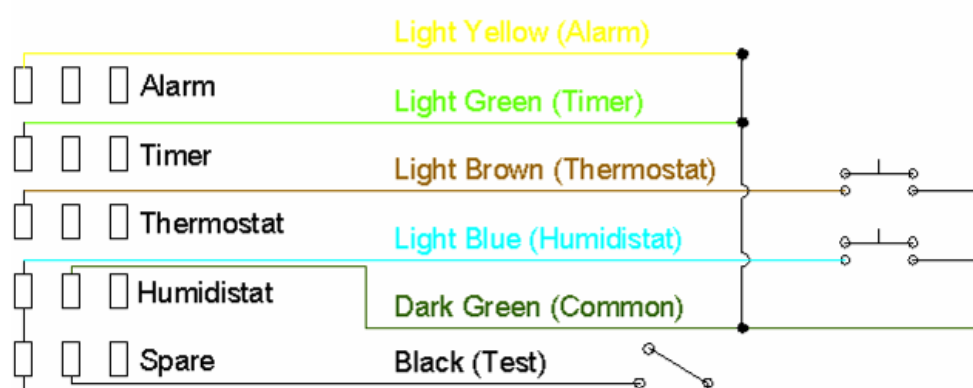 Light Yellow (Alarm)
Alarm
Light Green (Timer)
Timer
Light Brown (Thermostat)
Thermostat
Light Blue (Humidistat)
Humidistat
Dark Green (Common)
Spare
Black (Test)